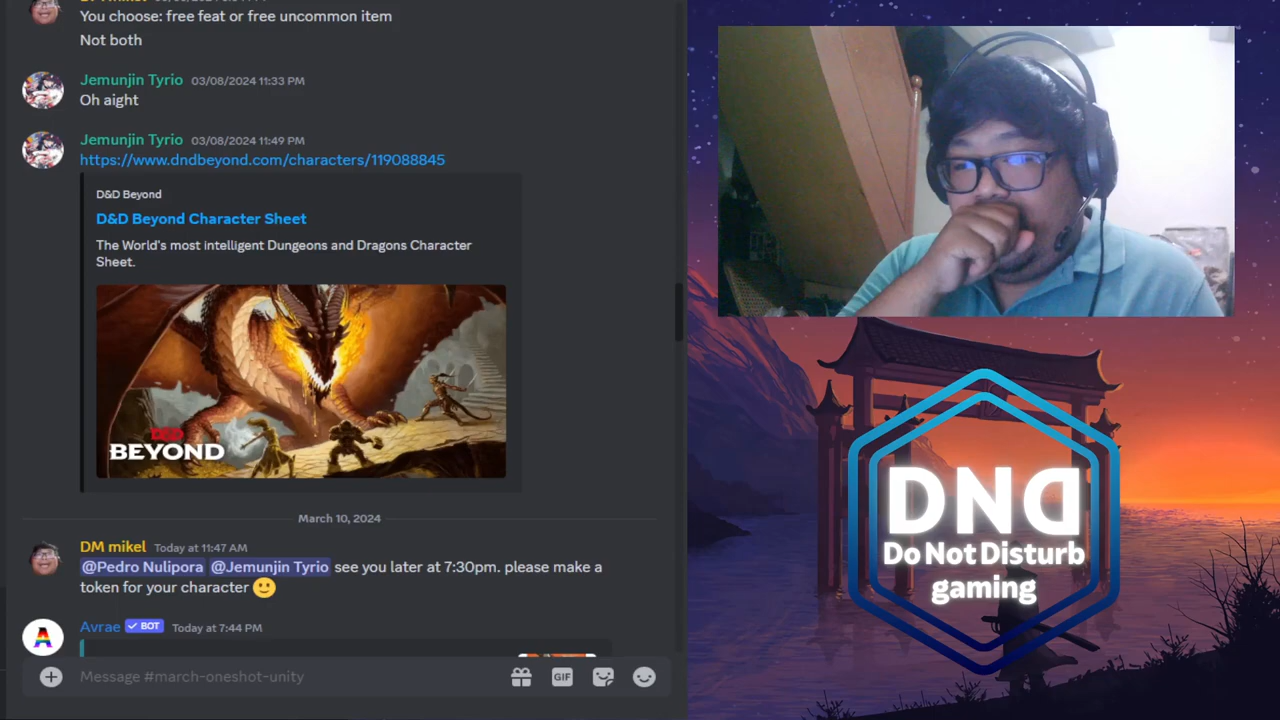 You choose: free feat or free uncommon item
Not both
Jemunjin Tyrio 03/08/2024 11:33 PM
Oh aight
Jemunjin Tyrio 03/08/2024 11:49 PM
https://www.dndbeyond.com/characters/119088845
D&D Beyond
D&D Beyond Character Sheet
The World's most intelligent Dungeons and Dragons Character
Sheet.
D&D
BEYOND
March 10, 2024
DM mikel Today at 11:47 AM
@Pedro Nulipora @Jemunjin Tyrio see you later at 7:30pm. please make a
token for your character
A
Avrae BOT Today at 7:44 PM
Message #march-oneshot-unity
GIF
DND
Do Not Disturb
gaming